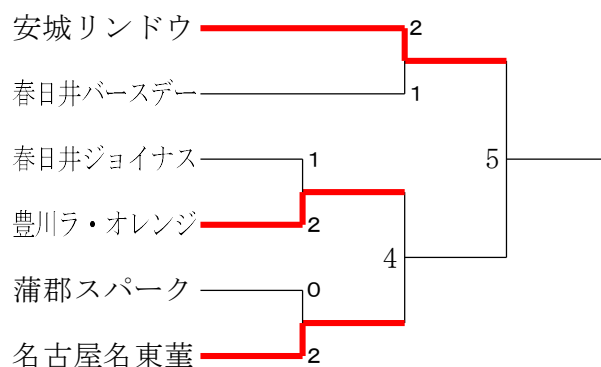 安城リンドウ 2
春日井バースデー 1
春日井ジョイナス 1
5
豊川ラ・オレンジ 2
4
蒲郡スパーク 0
名古屋名東菫 2